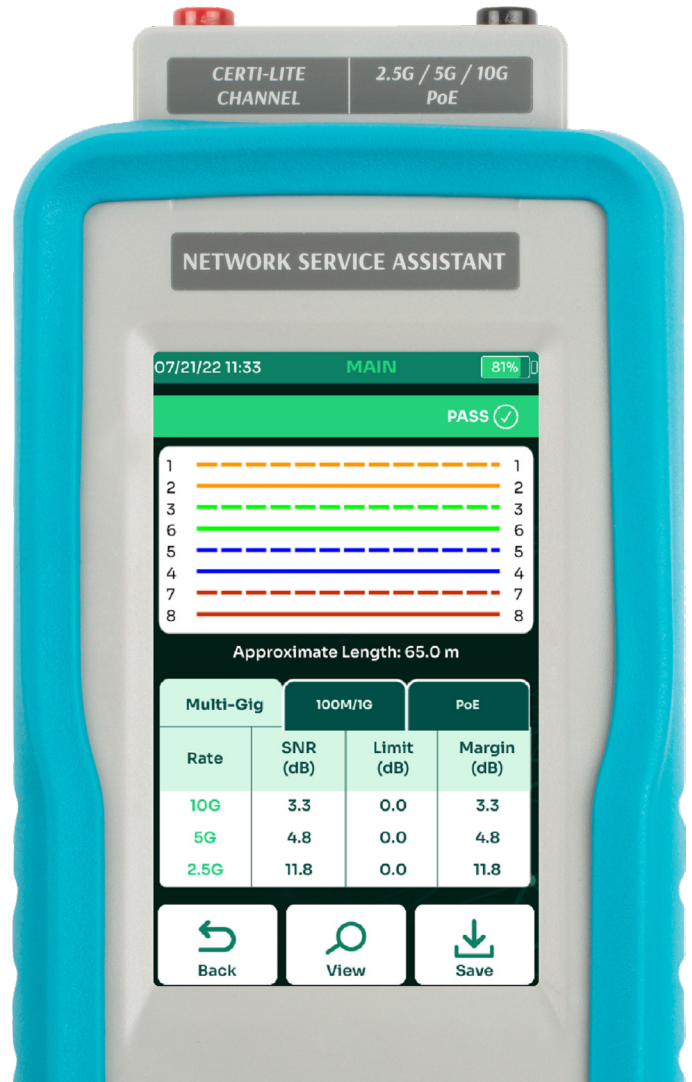 CERTI-LITE CHANNEL
2.5G / 5G / 10G PoE
NETWORK SERVICE ASSISTANT
07/21/22 11:33 MAIN 81%
PASS
1 1
2 2
3 3
6 6
5 5
4 4
7 7
8 8
Approximate Length: 65.0 m
Multi-Gig 100M/1G PoE
Rate SNR (dB) Limit (dB) Margin (dB)
10G 3.3 0.0 3.3
5G 4.8 0.0 4.8
2.5G 11.8 0.0 11.8
Back View Save